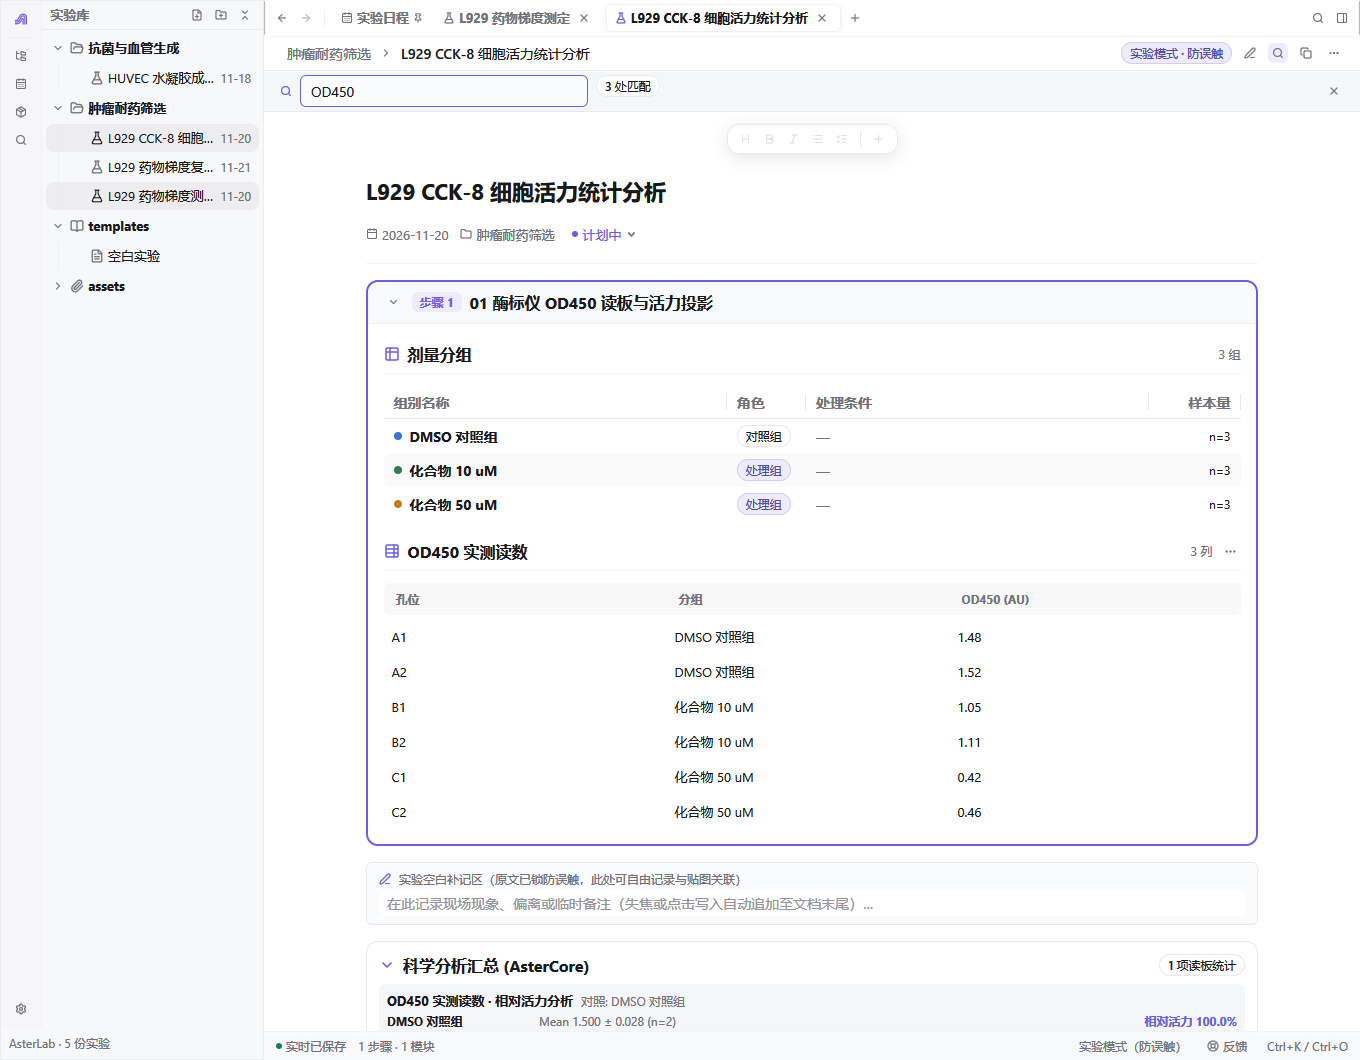 实验库
抗菌与血管生成
HUVEC 水凝胶成... 11-18
肿瘤耐药筛选
L929 CCK-8 细胞... 11-20
L929 药物梯度复... 11-21
L929 药物梯度测... 11-20
templates
空白实验
assets
AsterLab · 5 份实验
实验日程
L929 药物梯度测定
L929 CCK-8 细胞活力统计分析
肿瘤耐药筛选 > L929 CCK-8 细胞活力统计分析
实验模式 · 防误触
OD450
3 处匹配
H B I
L929 CCK-8 细胞活力统计分析
2026-11-20 肿瘤耐药筛选 计划中
步骤 1 01 酶标仪 OD450 读板与活力投影
剂量分组 3 组
组别名称 角色 处理条件 样本量
DMSO 对照组 对照组 — n=3
化合物 10 uM 处理组 — n=3
化合物 50 uM 处理组 — n=3
OD450 实测读数 3 列 ···
孔位 分组 OD450 (AU)
A1 DMSO 对照组 1.48
A2 DMSO 对照组 1.52
B1 化合物 10 uM 1.05
B2 化合物 10 uM 1.11
C1 化合物 50 uM 0.42
C2 化合物 50 uM 0.46
实验空白补记区（原文已锁防误触，此处可自由记录与贴图关联）
在此记录现场现象、偏离或临时备注（失焦或点击写入自动追加至文档末尾）...
科学分析汇总 (AsterCore) 1 项读板统计
OD450 实测读数 · 相对活力分析 对照: DMSO 对照组
DMSO 对照组 Mean 1.500 ± 0.028 (n=2) 相对活力 100.0%
实时已保存 1 步骤 · 1 模块 实验模式（防误触） 反馈 Ctrl+K / Ctrl+O